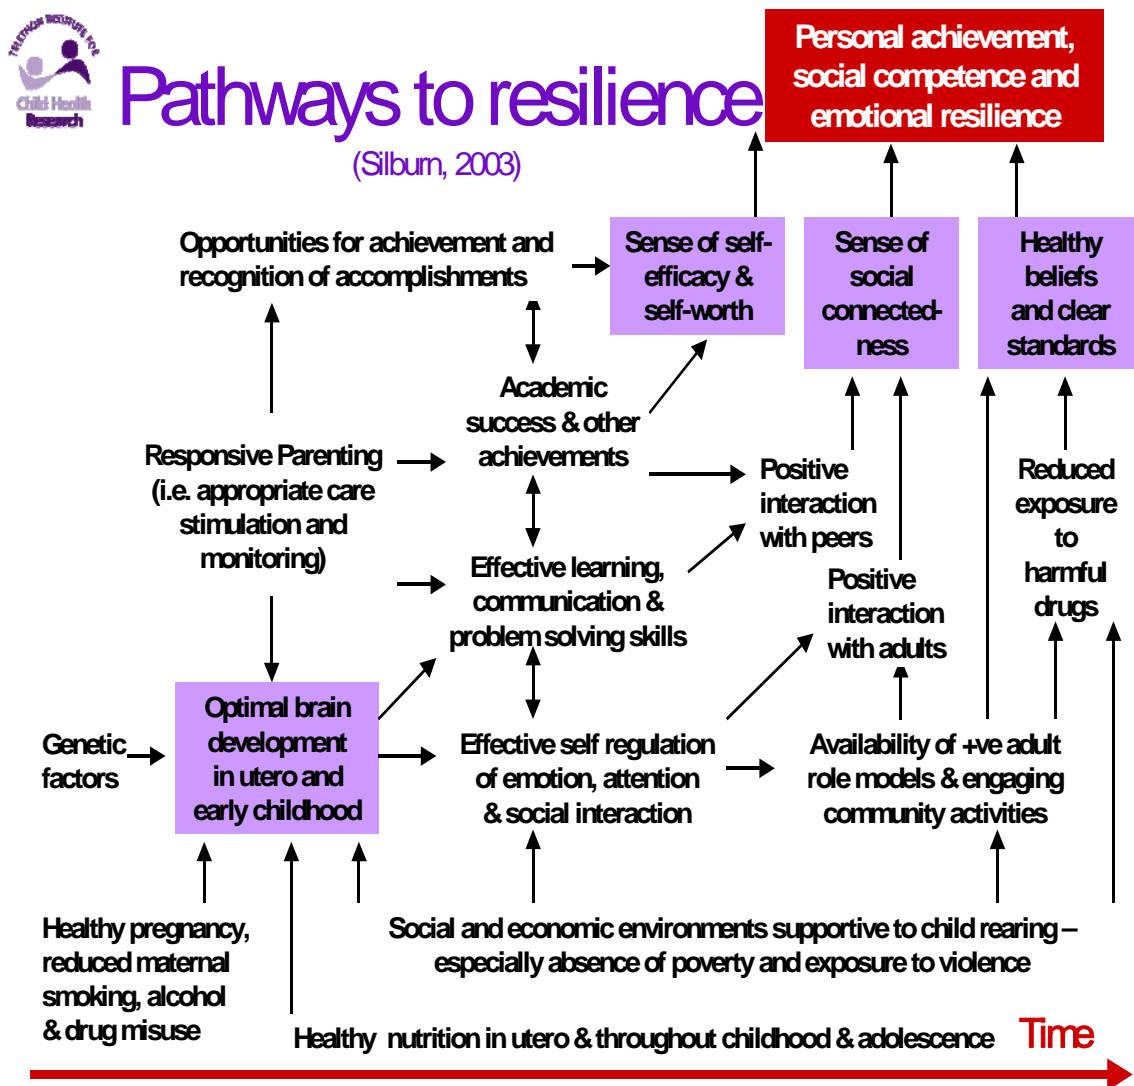 TELETHON INSTITUTE FOR
Child Health
Research
Pathways to resilience
(Silburn, 2003)
Personal achievement,
social competence and
emotional resilience
Opportunities for achievement and
recognition of accomplishments
Sense of self-
efficacy &
self-worth
Sense of
social
connected-
ness
Healthy
beliefs
and clear
standards
Academic
success & other
achievements
Responsive Parenting
(i.e. appropriate care
stimulation and
monitoring)
Positive
interaction
with peers
Reduced
exposure
to
harmful
drugs
Effective learning,
communication &
problem solving skills
Positive
interaction
with adults
Genetic
factors
Optimal brain
development
in utero and
early childhood
Effective self regulation
of emotion, attention
& social interaction
Availability of +ve adult
role models & engaging
community activities
Healthy pregnancy,
reduced maternal
smoking, alcohol
& drug misuse
Social and economic environments supportive to child rearing –
especially absence of poverty and exposure to violence
Healthy nutrition in utero & throughout childhood & adolescence
Time